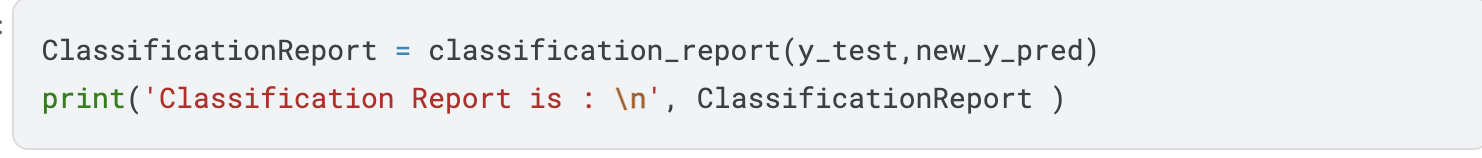 ClassificationReport = classification_report(y_test,new_y_pred)
print('Classification Report is : \n', ClassificationReport )